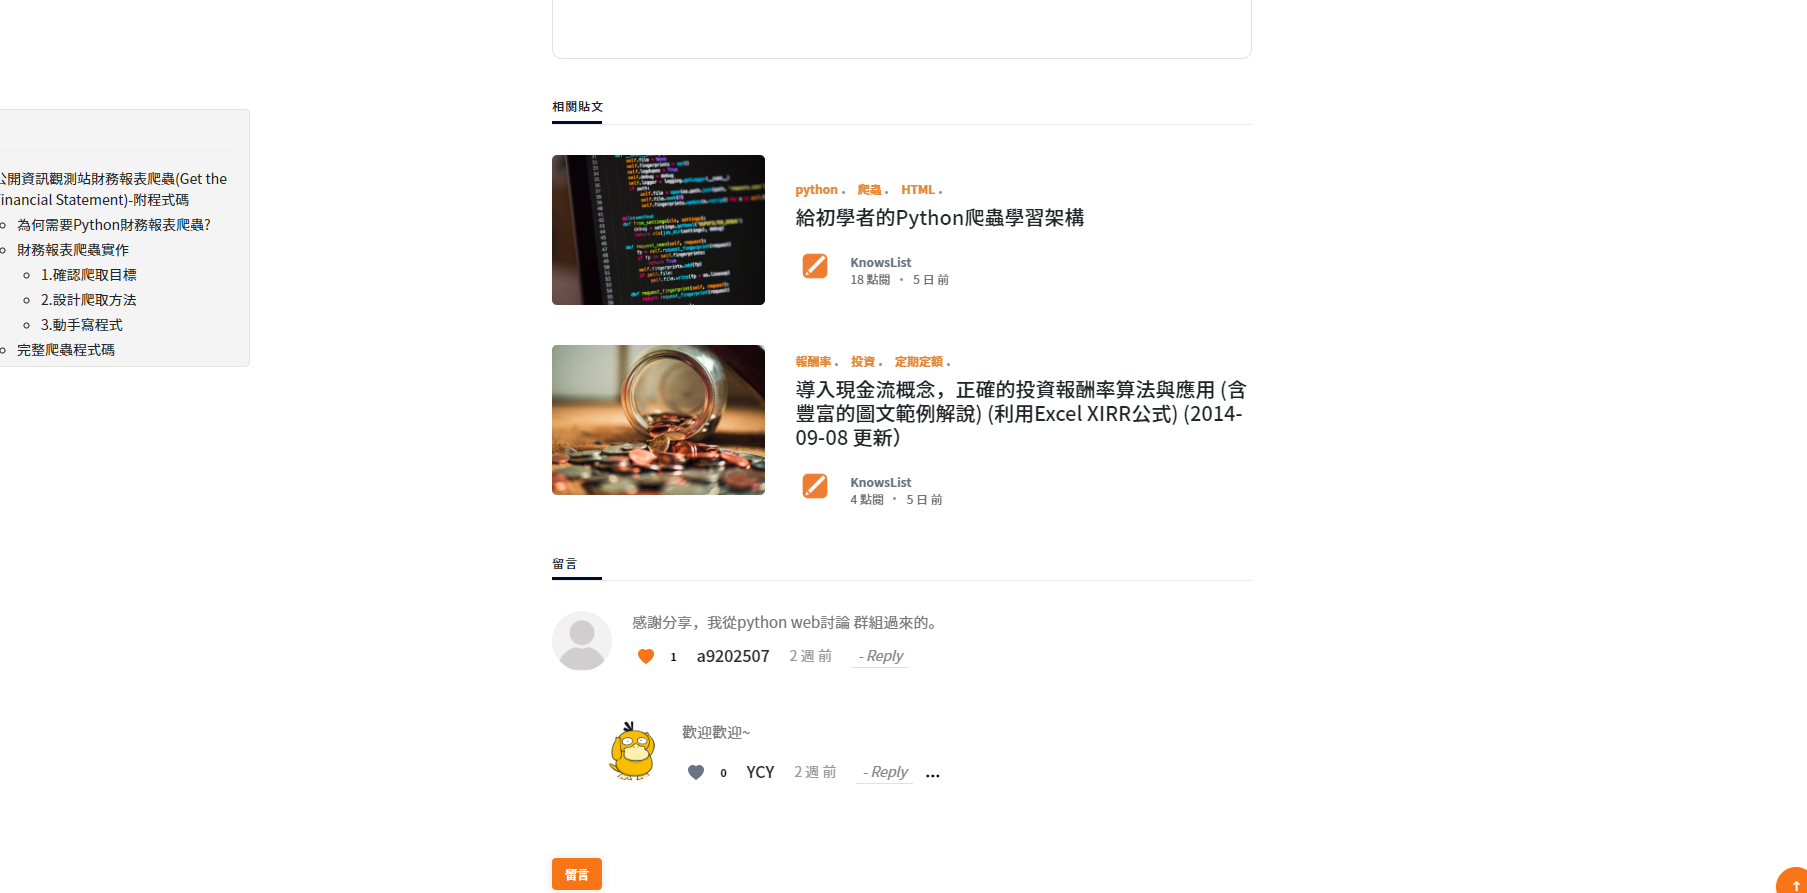 相關貼文
公開資訊觀測站財務報表爬蟲(Get the
Financial Statement)-附程式碼
為何需要Python財務報表爬蟲?
財務報表爬蟲實作
1.確認爬取目標
2.設計爬取方法
3.動手寫程式
完整爬蟲程式碼
python . 爬蟲 . HTML .
給初學者的Python爬蟲學習架構
KnowsList
18 點閱 • 5 日 前
報酬率 . 投資 . 定期定額 .
導入現金流概念，正確的投資報酬率算法與應用 (含
豐富的圖文範例解說) (利用Excel XIRR公式) (2014-
09-08 更新）
KnowsList
4 點閱 • 5 日 前
留言
感謝分享，我從python web討論 群組過來的。
1 a9202507 2 週 前 - Reply
歡迎歡迎~
0 YCY 2 週 前 - Reply ...
留言